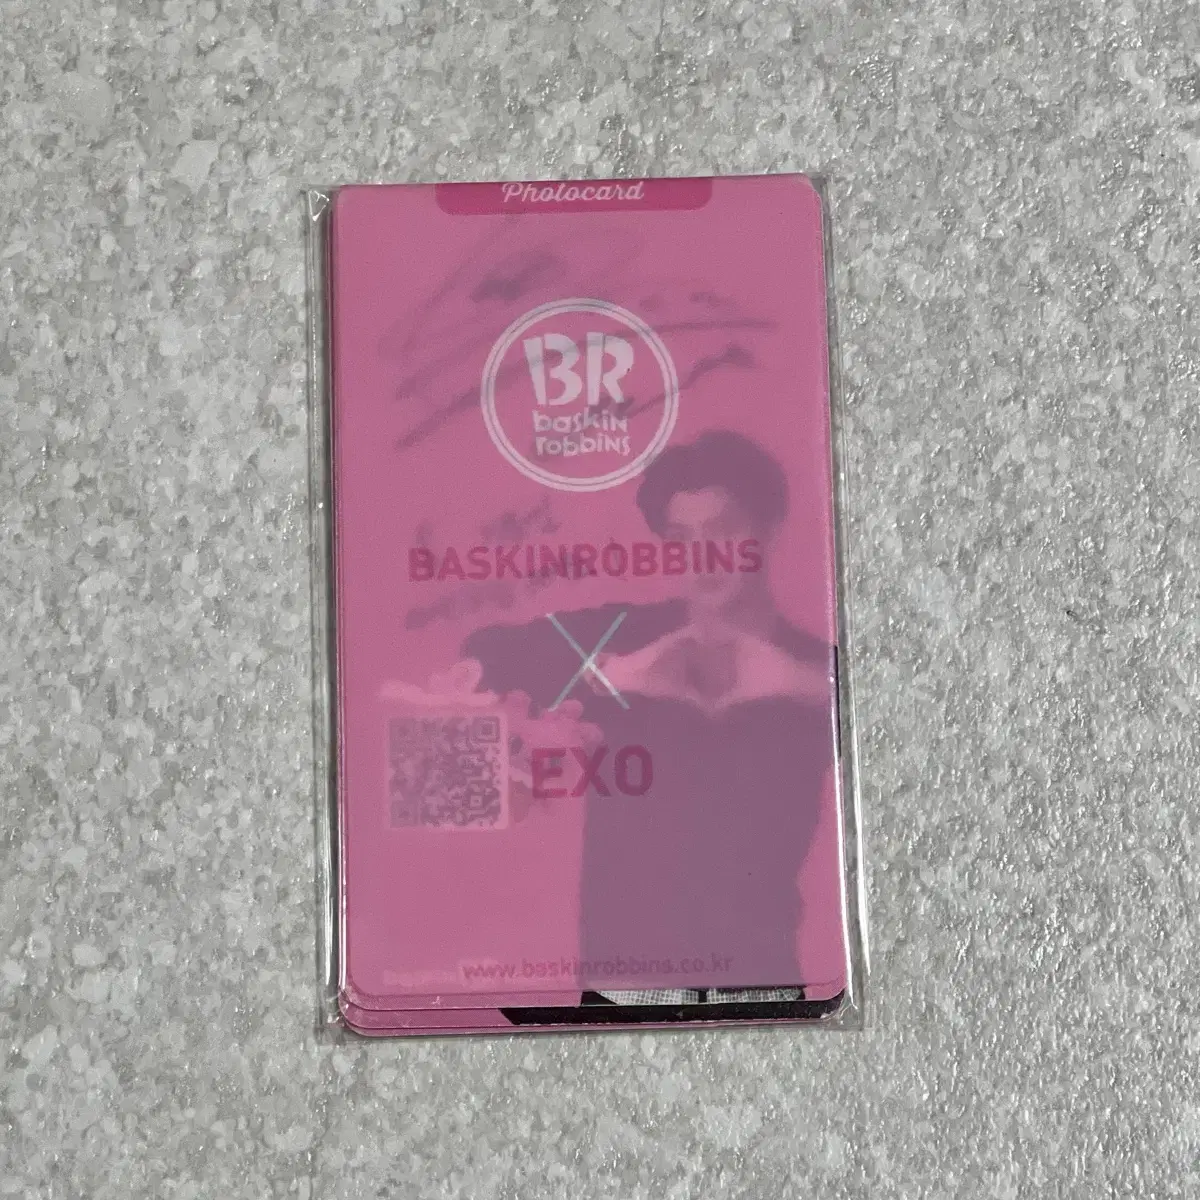 Photocard
BR
baskin
robbins
BASKINROBBINS
X
EXO
www.baskinrobbins.co.kr